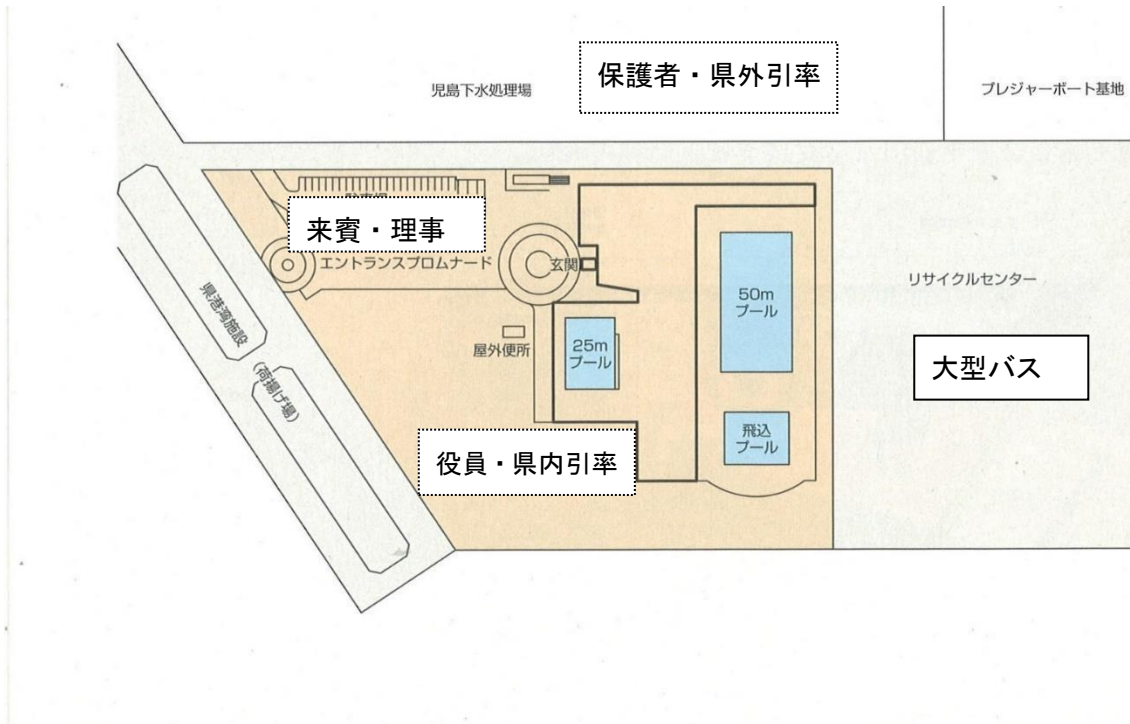 保護者・県外引率
児島下水処理場
プレジャーボート基地
来賓・理事
エントランスプロムナード
玄関
50m
プール
リサイクルセンター
県港湾施設
(荷揚げ場)
屋外便所
25m
プール
大型バス
飛込
プール
役員・県内引率